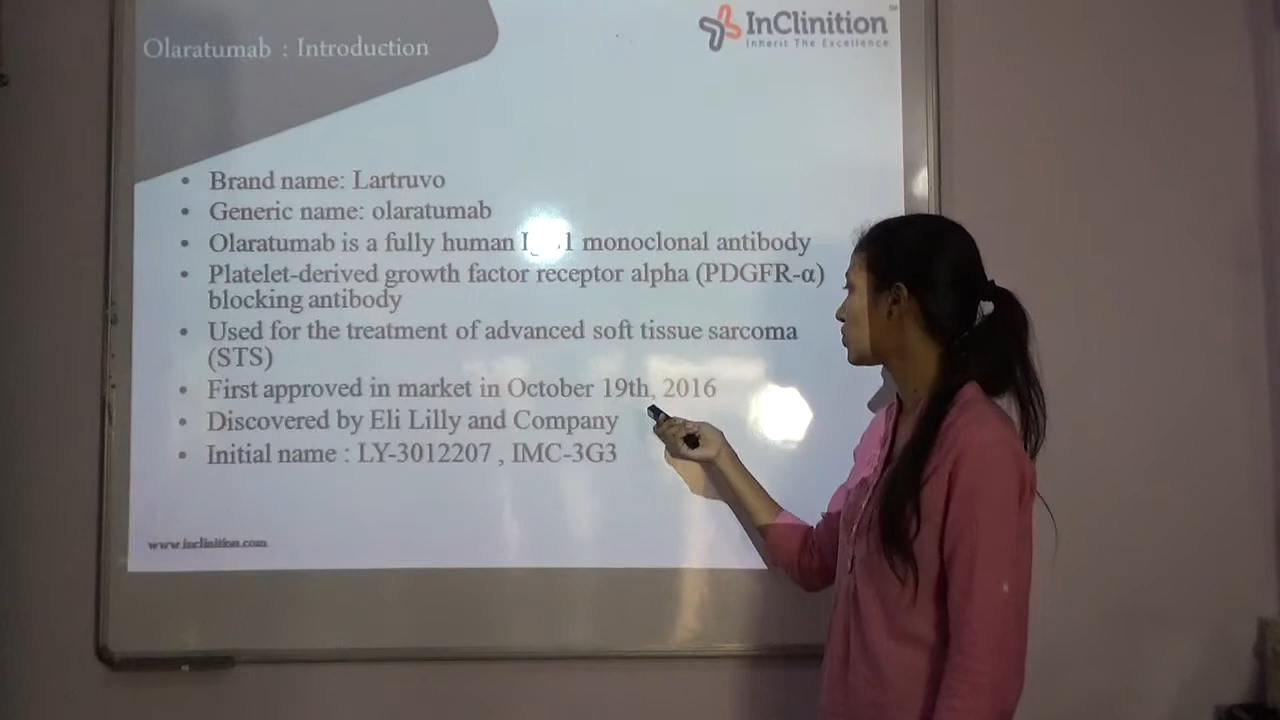 Olaratumab : Introduction
InClinition
Inherit The Excellence
• Brand name: Lartruvo
• Generic name: olaratumab
• Olaratumab is a fully human monoclonal antibody
• Platelet-derived growth factor receptor alpha (PDGFR-α)
blocking antibody
• Used for the treatment of advanced soft tissue sarcoma
(STS)
• First approved in market in October 19th, 2016
• Discovered by Eli Lilly and Company
• Initial name : LY-3012207 , IMC-3G3
www.inclinition.com